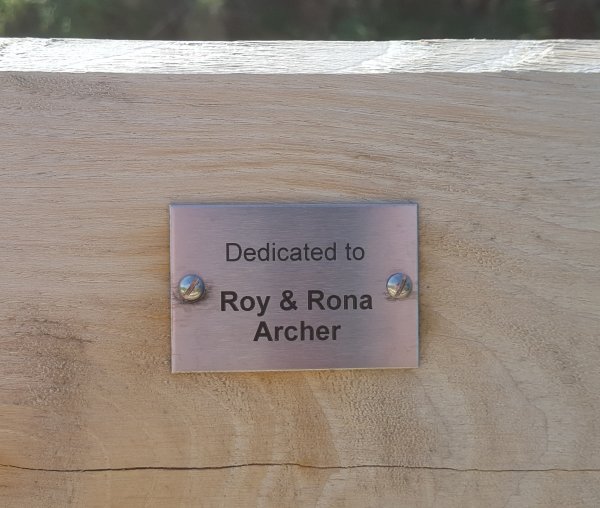 Dedicated to
Roy & Rona
Archer